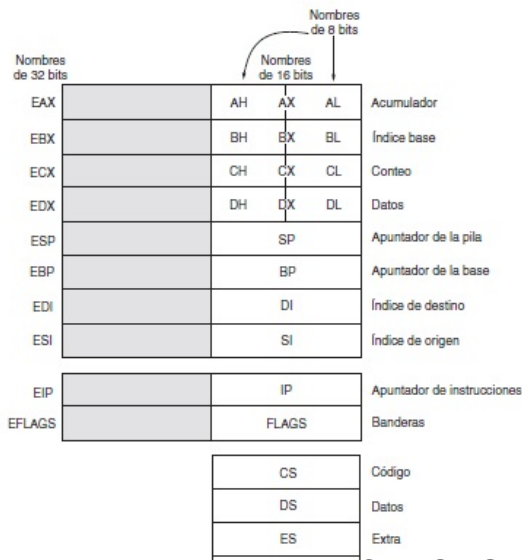 Nombres
de 8 bits
Nombres
de 32 bits
Nombres
de 16 bits
EAX AH AX AL Acumulador
EBX BH BX BL Índice base
ECX CH CX CL Conteo
EDX DH DX DL Datos
ESP SP Apuntador de la pila
EBP BP Apuntador de la base
EDI DI Índice de destino
ESI SI Índice de origen
EIP IP Apuntador de instrucciones
EFLAGS FLAGS Banderas
CS Código
DS Datos
ES Extra